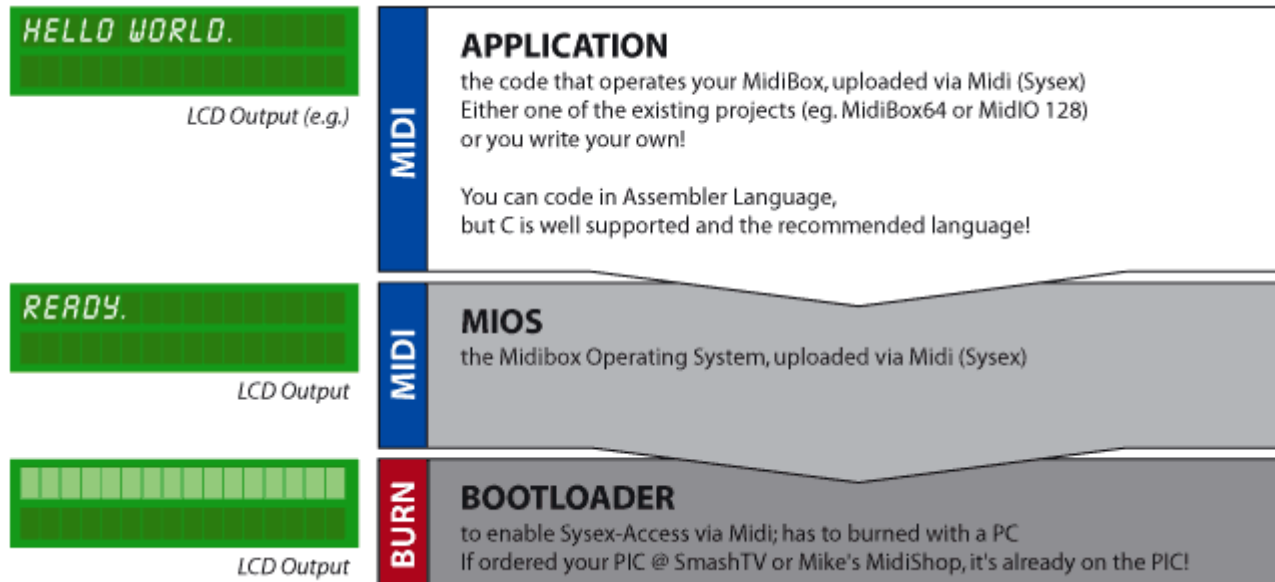 HELLO WORLD.
LCD Output (e.g.)
MIDI
APPLICATION
the code that operates your MidiBox, uploaded via Midi (Sysex)
Either one of the existing projects (eg. MidiBox64 or MidIO 128)
or you write your own!
You can code in Assembler Language,
but C is well supported and the recommended language!
READY.
LCD Output
MIDI
MIOS
the Midibox Operating System, uploaded via Midi (Sysex)
LCD Output
BURN
BOOTLOADER
to enable Sysex-Access via Midi; has to burned with a PC
If ordered your PIC @ SmashTV or Mike's MidiShop, it's already on the PIC!